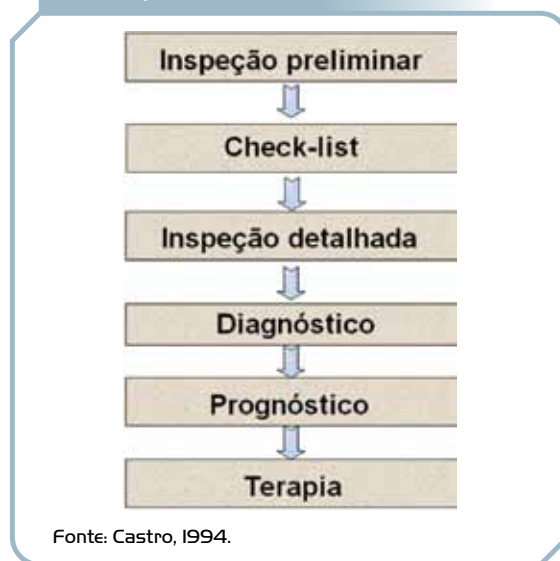 Inspeção preliminar
Check-list
Inspeção detalhada
Diagnóstico
Prognóstico
Terapia
Fonte: Castro, 1994.